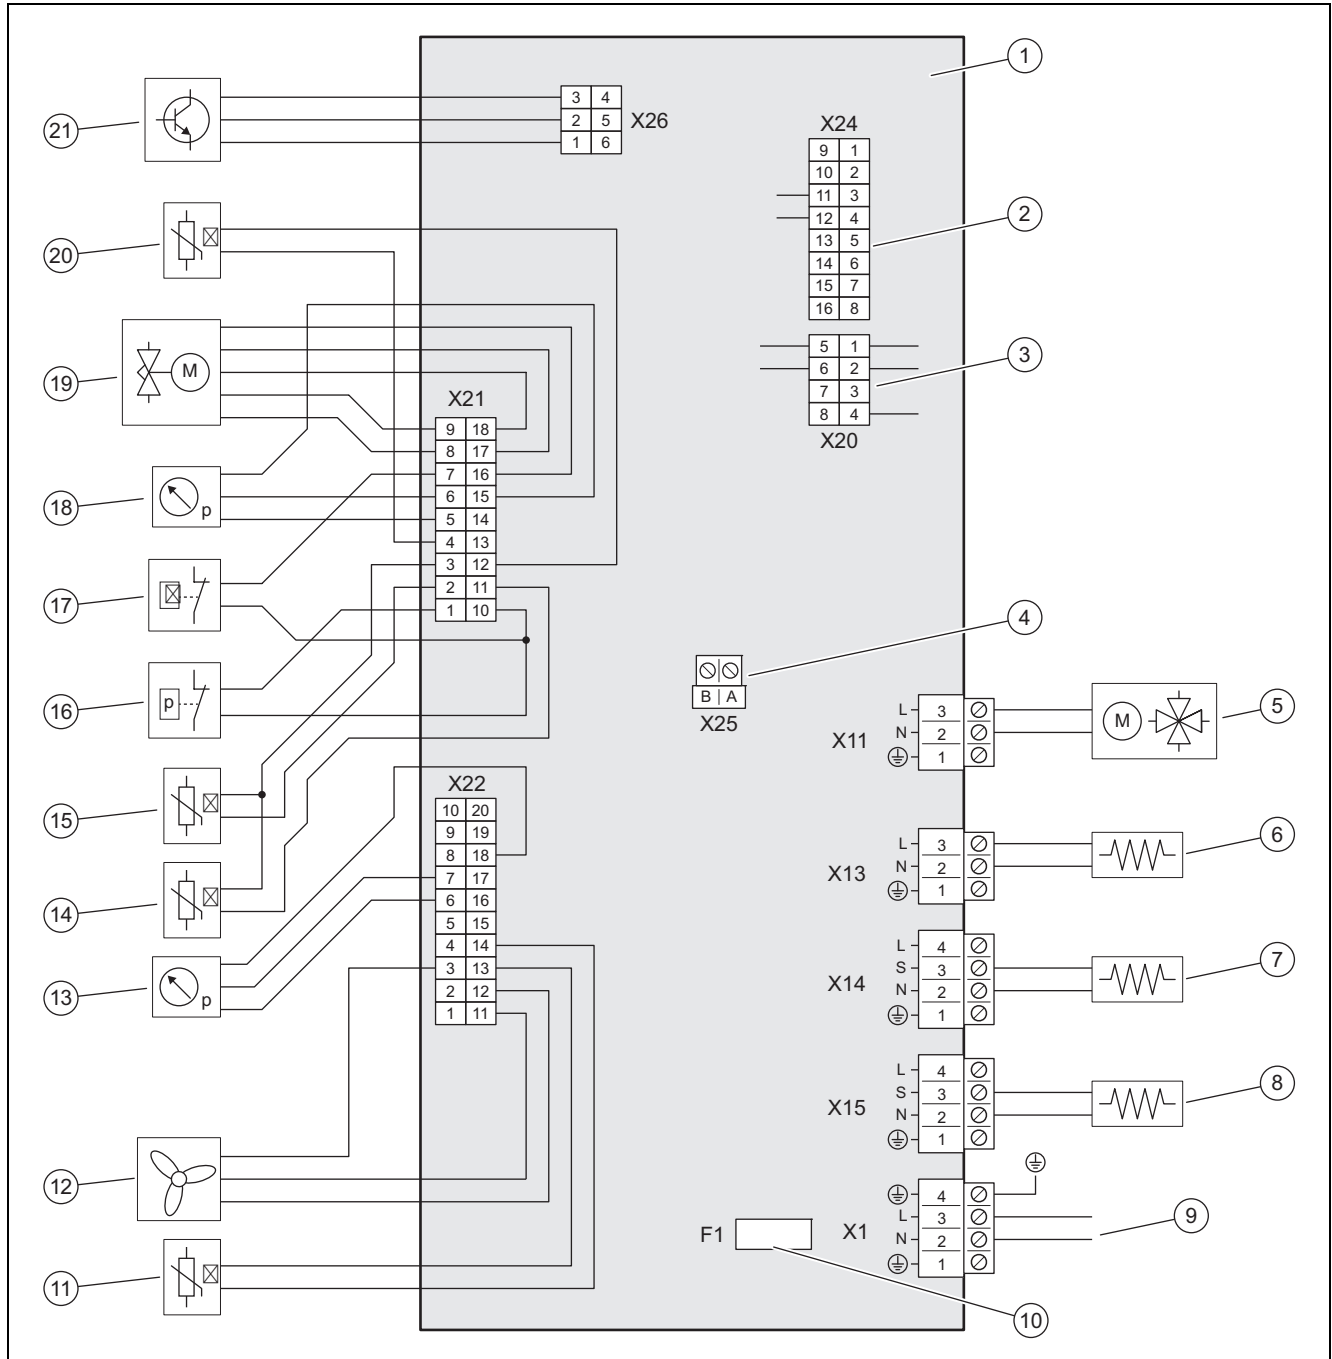 1
3 4
2 5
1 6
X26
21
X24
9 1
10 2
11 3
12 4
13 5
14 6
15 7
16 8
2
20
5 1
6 2
7 3
8 4
X20
3
M
19
X21
9 18
8 17
7 16
6 15
5 14
4 13
3 12
2 11
1 10
p
18
17
4
B A
X25
p
16
X11
L 3
N 2
1
M
5
15
X22
10 20
9 19
8 18
7 17
6 16
5 15
4 14
3 13
2 12
1 11
X13
L 3
N 2
1
6
14
p
13
X14
L 4
S 3
N 2
1
7
X15
L 4
S 3
N 2
1
8
12
F1
X1
4
L 3
N 2
1
9
11
10